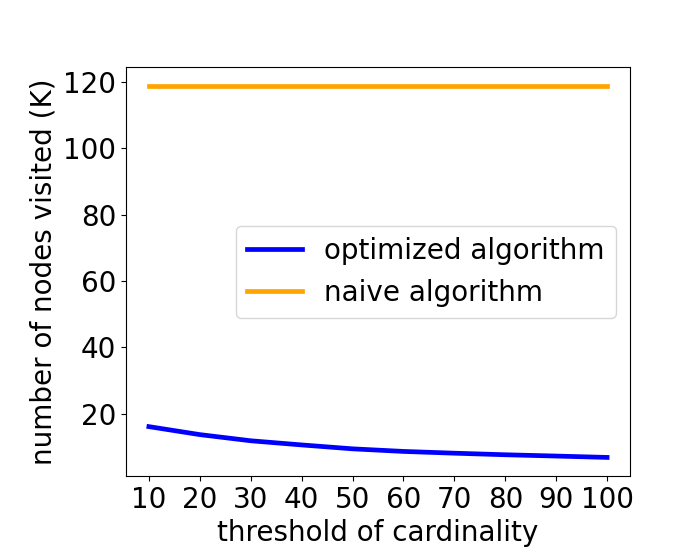 number of nodes visited (K)
120
100
80
60
40
20
optimized algorithm
naive algorithm
10 20 30 40 50 60 70 80 90 100
threshold of cardinality